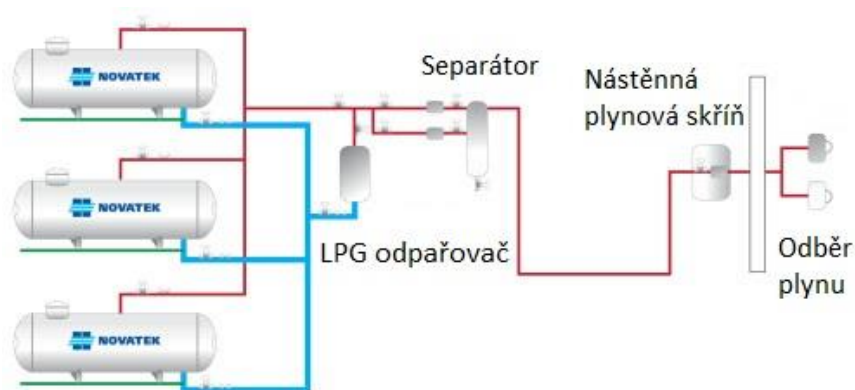 NOVATEK
NOVATEK
NOVATEK
Separátor
Nástěnná
plynová skříň
LPG odpařovač
Odběr
plynu